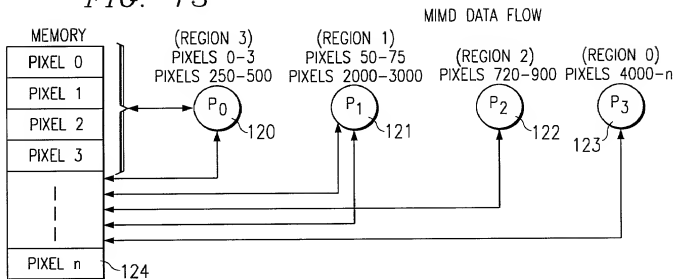 FIG. 13
MIMD DATA FLOW
MEMORY
PIXEL 0
PIXEL 1
PIXEL 2
PIXEL 3
PIXEL n
124
(REGION 3)
PIXELS 0-3
PIXELS 250-500
P0
120
(REGION 1)
PIXELS 50-75
PIXELS 2000-3000
P1
121
(REGION 2)
PIXELS 720-900
P2
122
(REGION 0)
PIXELS 4000-n
P3
123